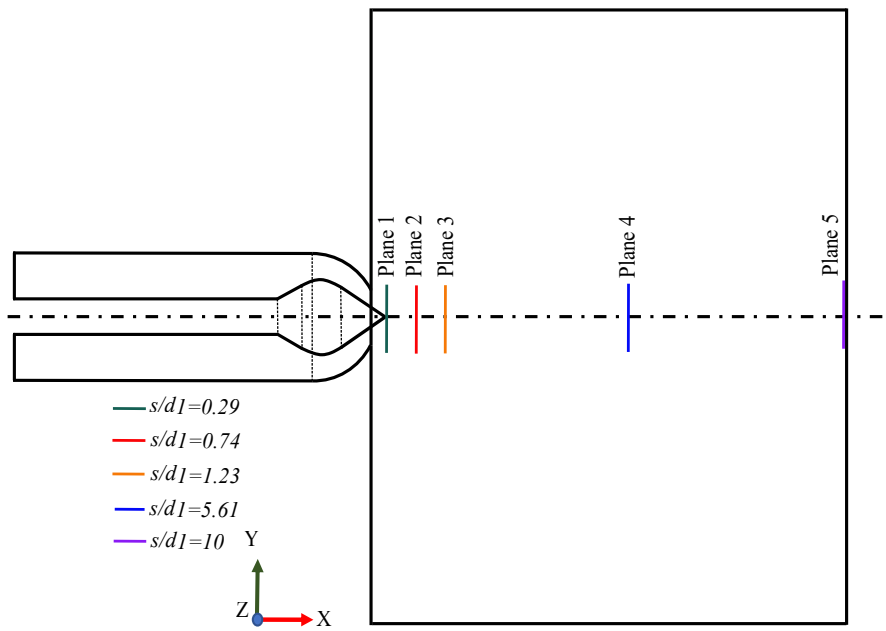 Plane 1
Plane 2
Plane 3
Plane 4
Plane 5
s/d1=0.29
s/d1=0.74
s/d1=1.23
s/d1=5.61
s/d1=10
Y
Z
X